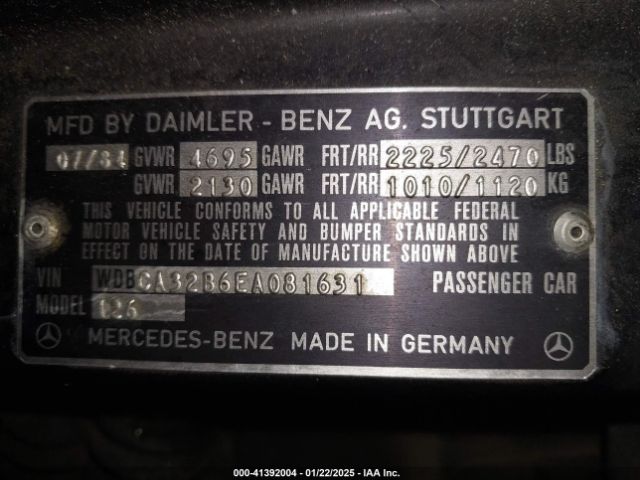 MFD BY DAIMLER - BENZ AG. STUTTGART
07/84 GVWR 4695 GAWR FRT/RR 2225/2470 LBS
GVWR 2130 GAWR FRT/RR 1010/1120 KG
THIS VEHICLE CONFORMS TO ALL APPLICABLE FEDERAL
MOTOR VEHICLE SAFETY AND BUMPER STANDARDS IN
EFFECT ON THE DATE OF MANUFACTURE SHOWN ABOVE
VIN WDBCA32B6EA081631 PASSENGER CAR
MODEL 126
MERCEDES-BENZ MADE IN GERMANY
000-41392004 - 01/22/2025 - IAA Inc.